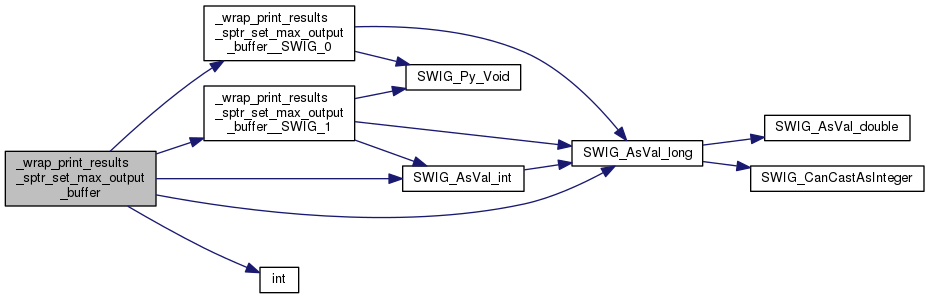 _wrap_print_results
_sptr_set_max_output
_buffer__SWIG_0
SWIG_Py_Void
_wrap_print_results
_sptr_set_max_output
_buffer__SWIG_1
SWIG_AsVal_double
SWIG_AsVal_long
_wrap_print_results
_sptr_set_max_output
_buffer
SWIG_AsVal_int
SWIG_CanCastAsInteger
int